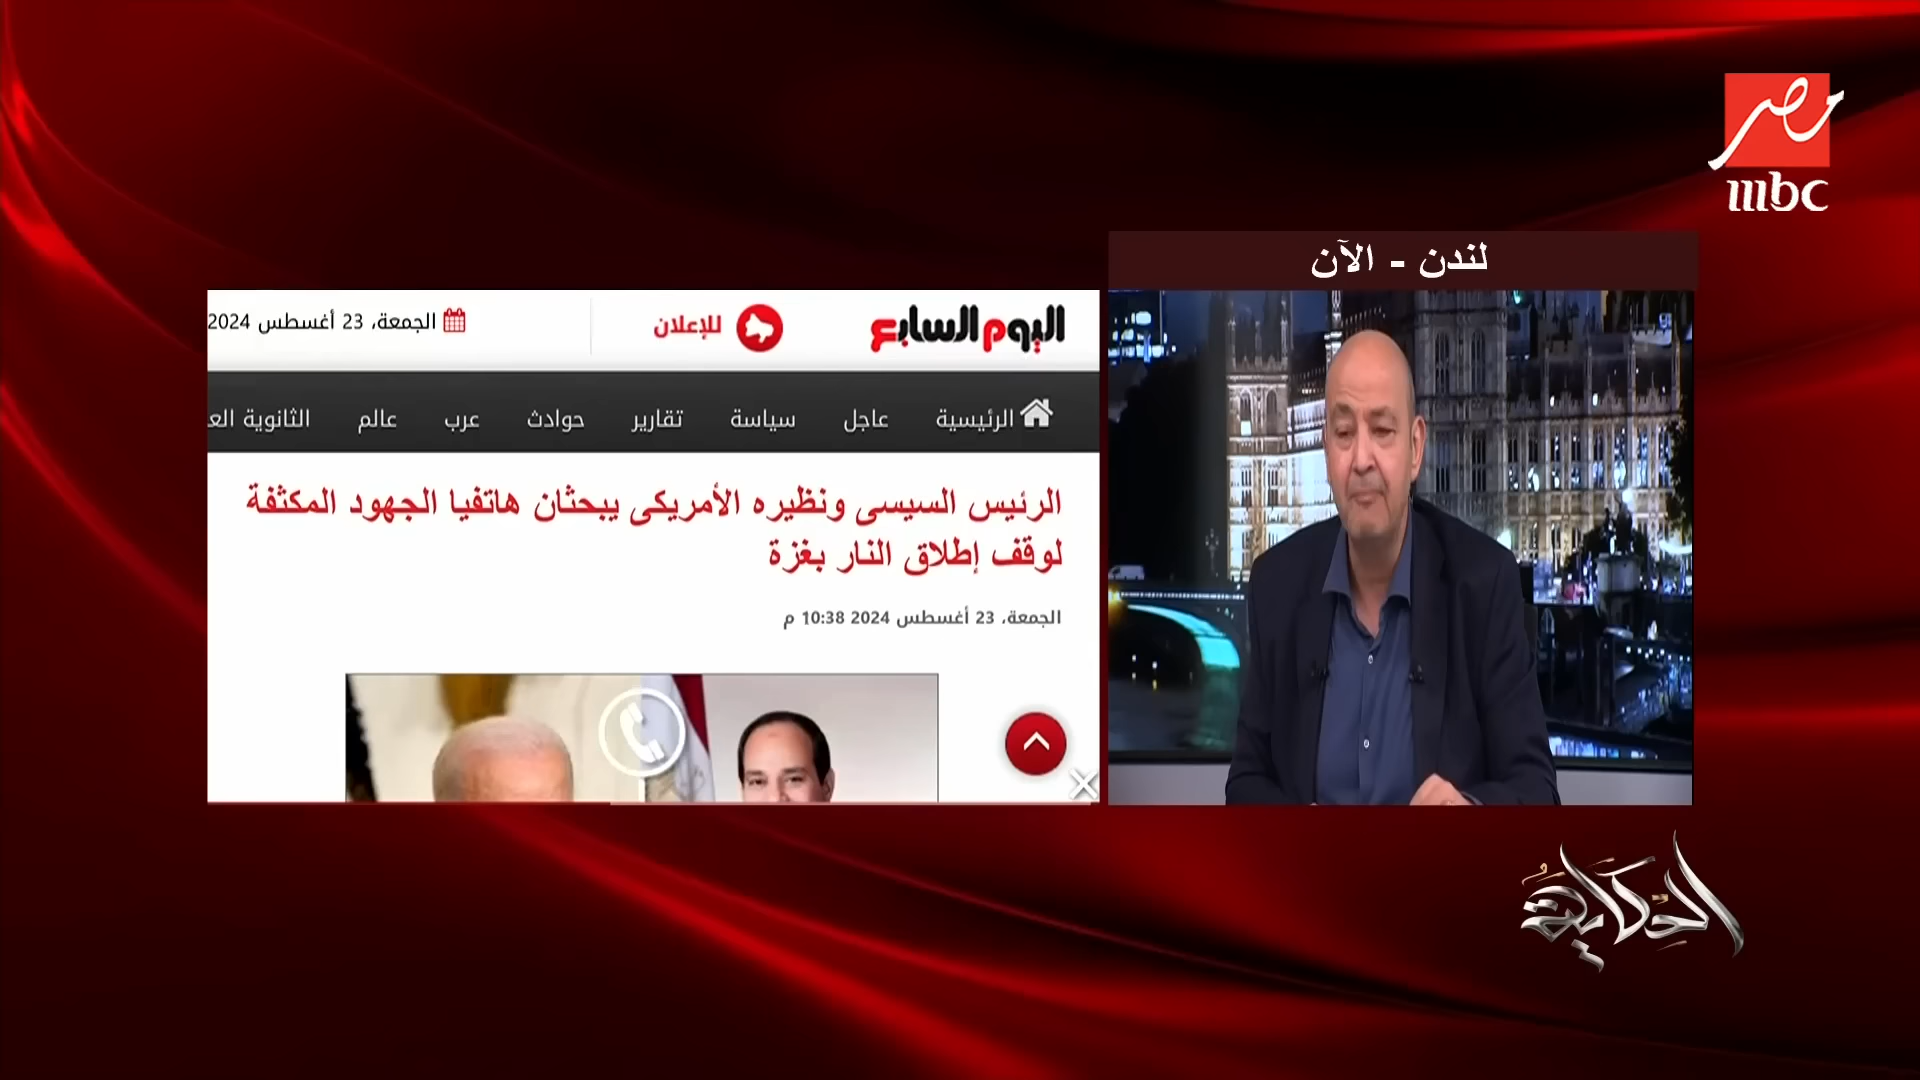 مصر
mbc
لندن - الآن
اليوم السابع
للإعلان
الجمعة، 23 أغسطس 2024
الرئيسية عاجل سياسة تقارير حوادث عرب عالم الثانوية الع
الرئيس السيسى ونظيره الأمريكى يبحثان هاتفيا الجهود المكثفة
لوقف إطلاق النار بغزة
الجمعة، 23 أغسطس 2024 10:38 م
الحكاية